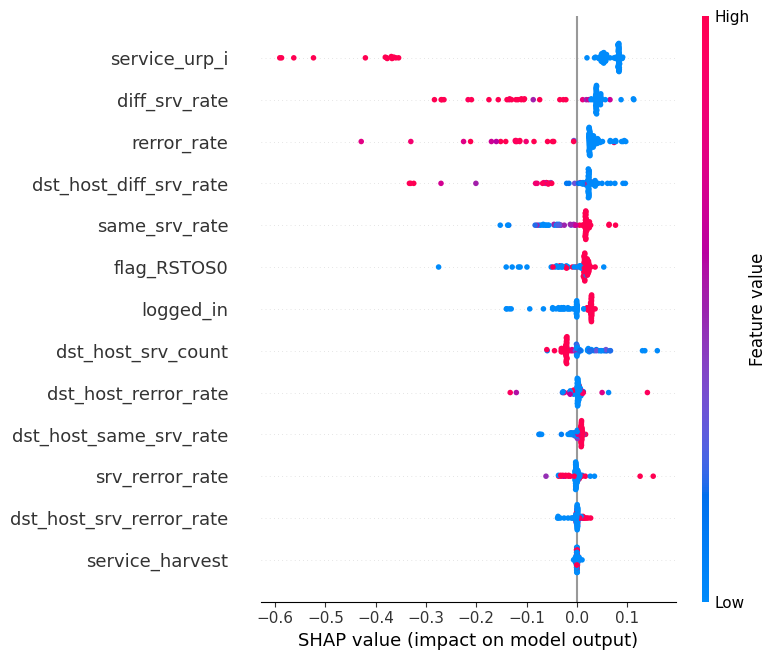 High
service_urp_i
diff_srv_rate
rerror_rate
dst_host_diff_srv_rate
same_srv_rate
flag_RSTOS0
logged_in
dst_host_srv_count
dst_host_rerror_rate
dst_host_same_srv_rate
srv_rerror_rate
dst_host_srv_rerror_rate
service_harvest
Feature value
Low
−0.6 −0.5 −0.4 −0.3 −0.2 −0.1 0.0 0.1
SHAP value (impact on model output)